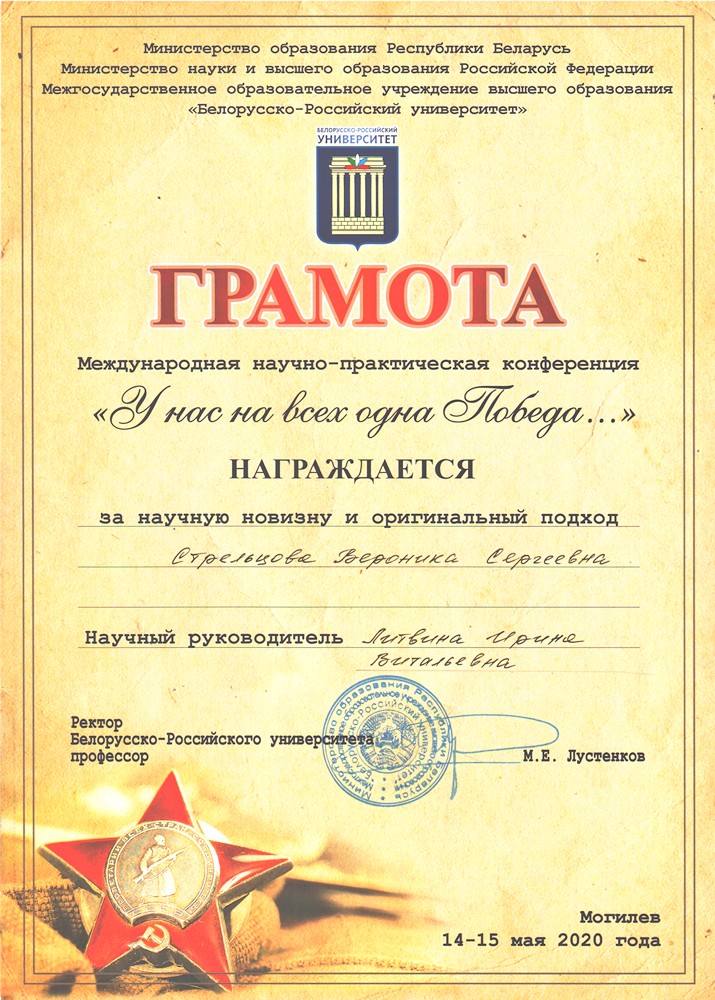 Министерство образования Республики Беларусь
Министерство науки и высшего образования Российской Федерации
Межгосударственное образовательное учреждение высшего образования
«Белорусско-Российский университет»
БЕЛОРУССКО-РОССИЙСКИЙ
УНИВЕРСИТЕТ
ГРАМОТА
Международная научно-практическая конференция
«У нас на всех одна Победа...»
НАГРАЖДАЕТСЯ
за научную новизну и оригинальный подход
Стрельцова Вероника Сергеевна
Научный руководитель Литвина Ирина
Витальевна
Ректор
Белорусско-Российского университета
профессор
М.Е. Лустенков
Могилев
14-15 мая 2020 года